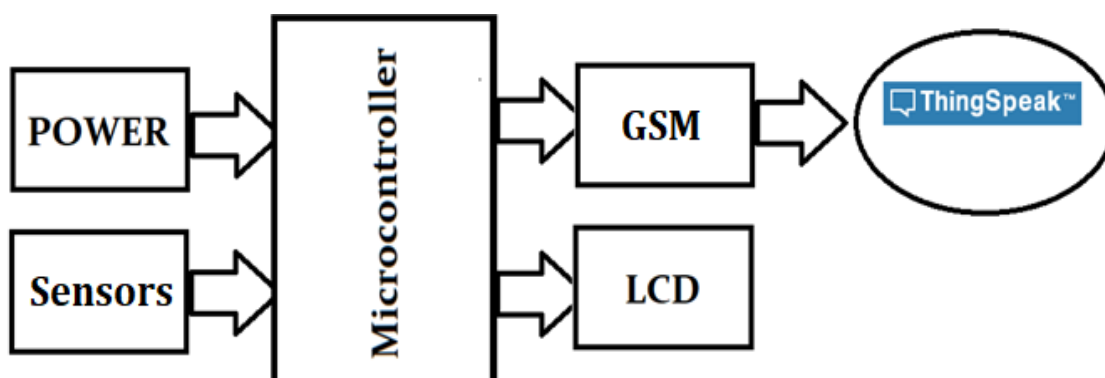 POWER
Sensors
Microcontroller
GSM
LCD
ThingSpeak™